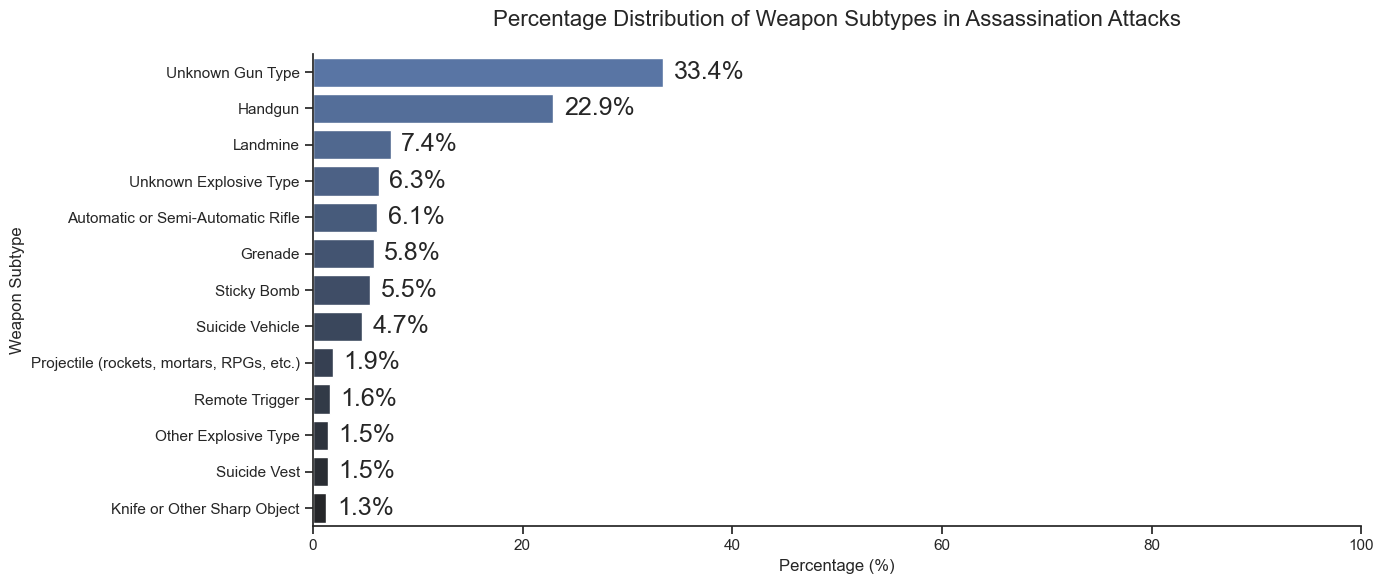 Percentage Distribution of Weapon Subtypes in Assassination Attacks
Weapon Subtype
Unknown Gun Type 33.4%
Handgun 22.9%
Landmine 7.4%
Unknown Explosive Type 6.3%
Automatic or Semi-Automatic Rifle 6.1%
Grenade 5.8%
Sticky Bomb 5.5%
Suicide Vehicle 4.7%
Projectile (rockets, mortars, RPGs, etc.) 1.9%
Remote Trigger 1.6%
Other Explosive Type 1.5%
Suicide Vest 1.5%
Knife or Other Sharp Object 1.3%
0 20 40 60 80 100
Percentage (%)